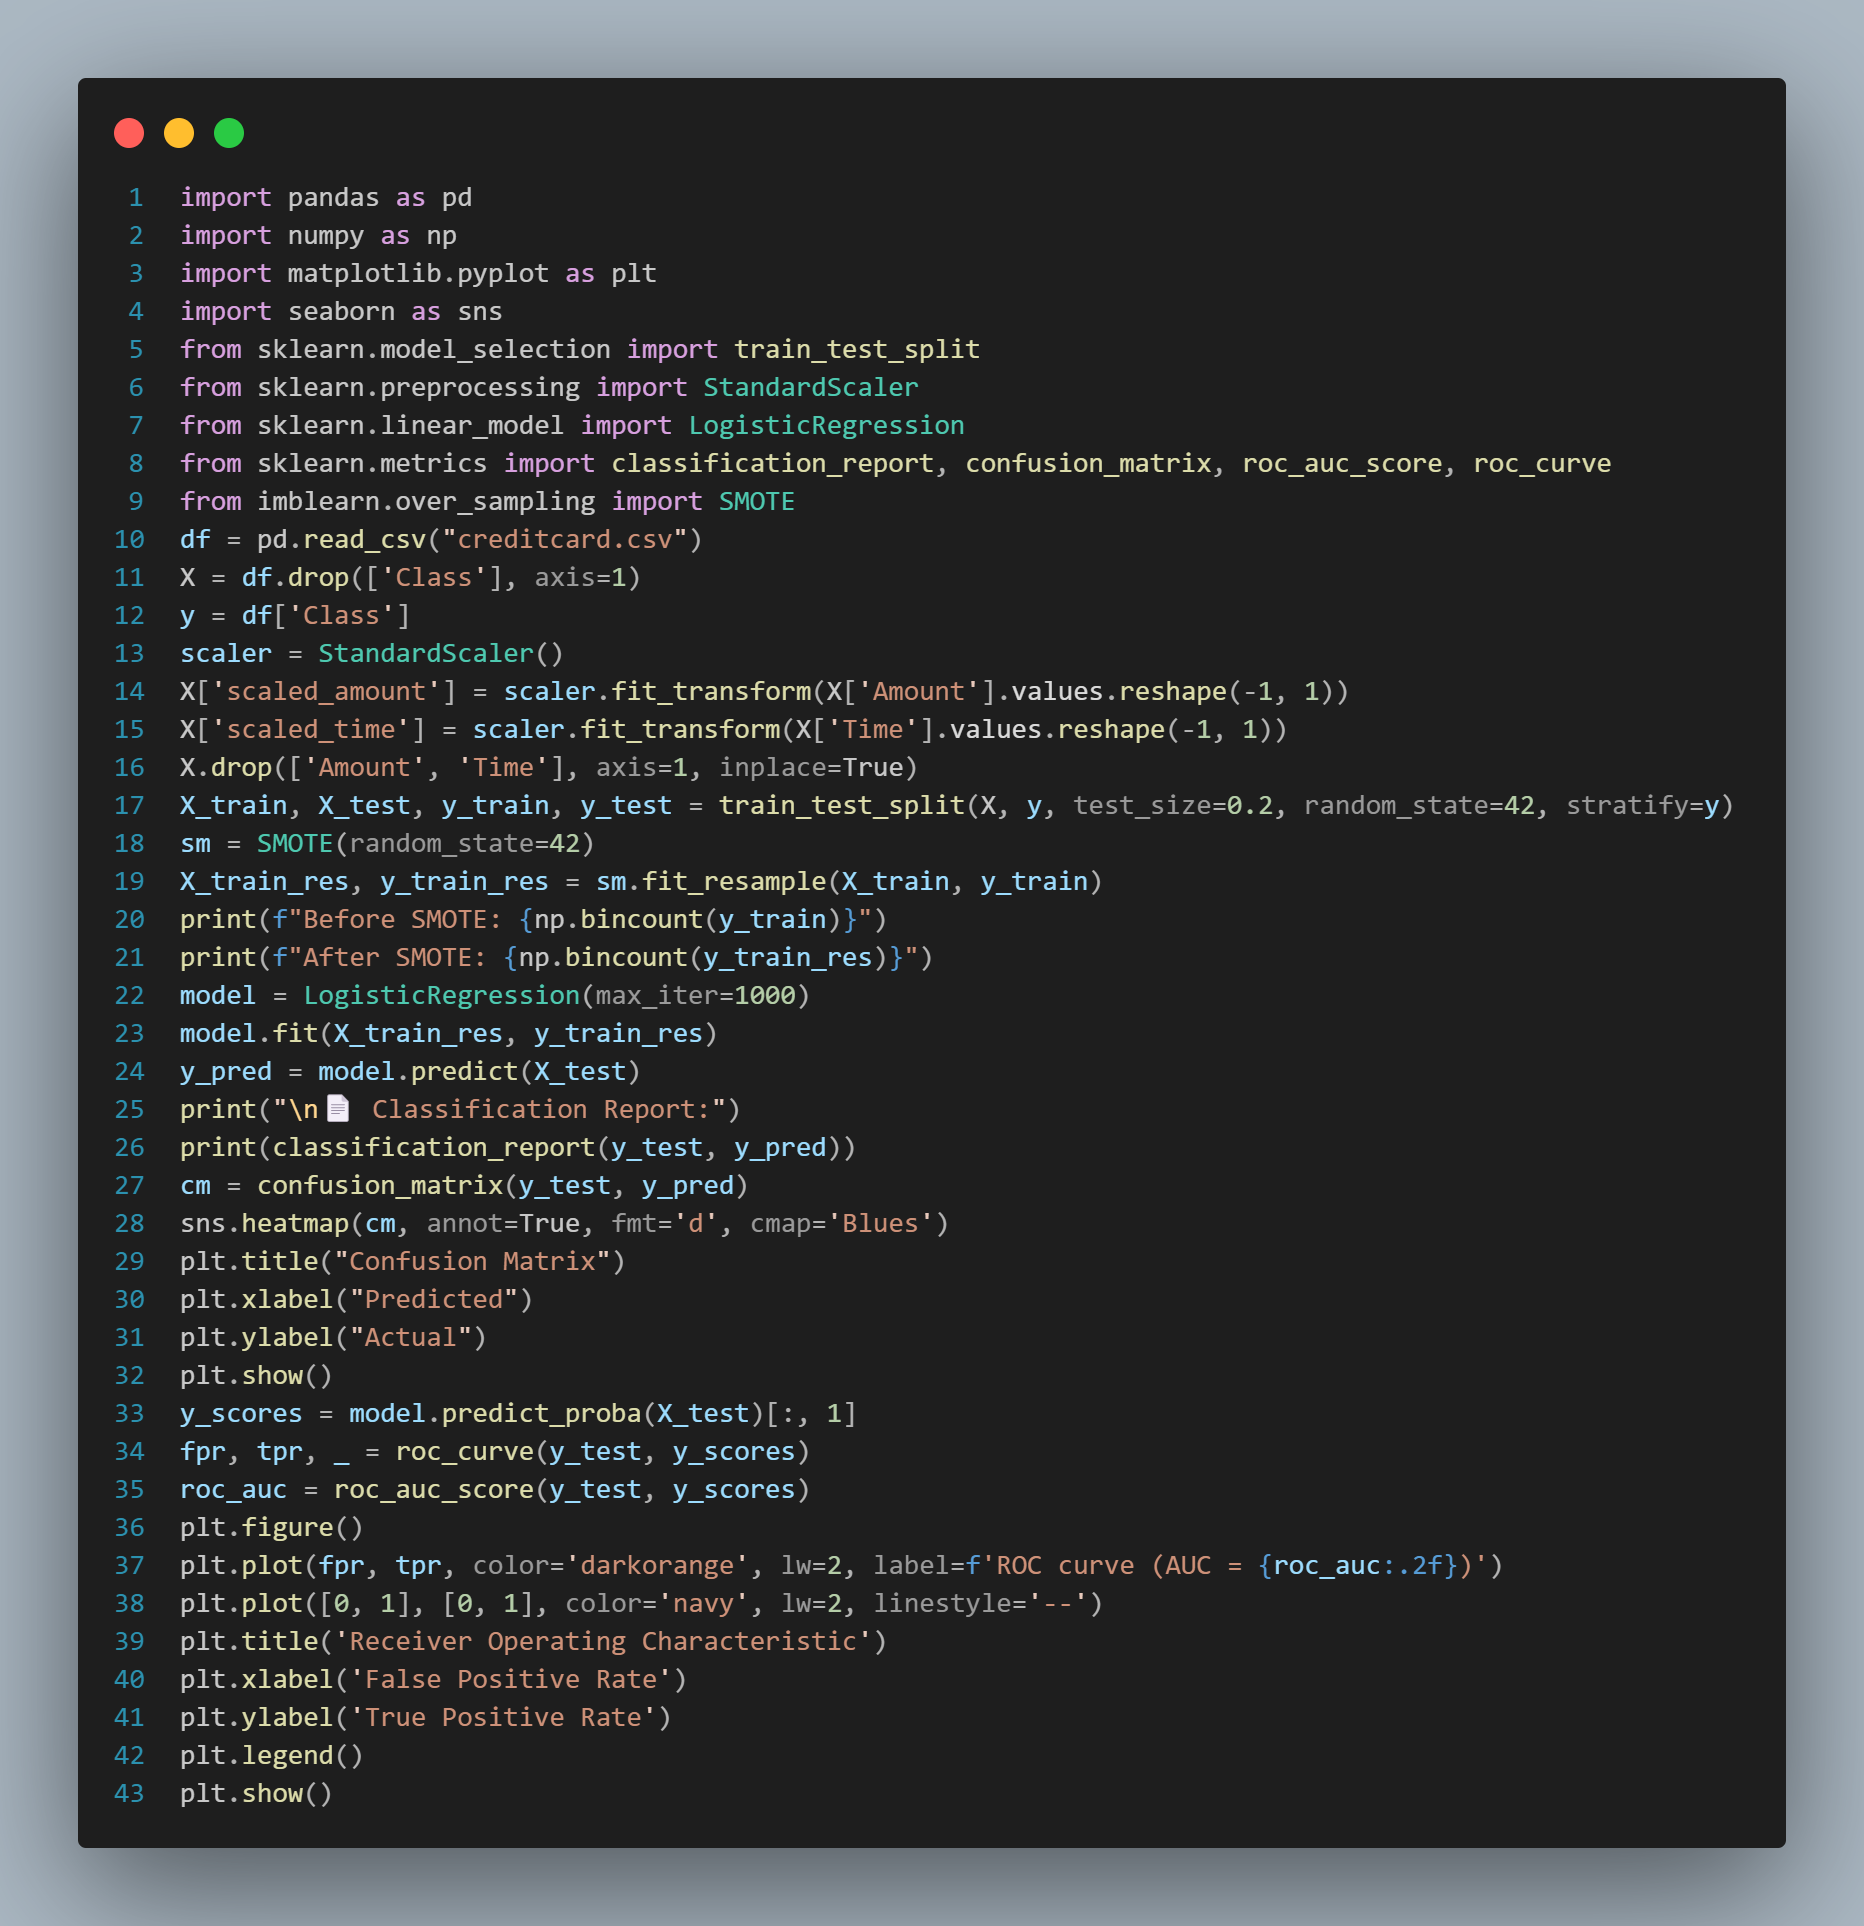 1 import pandas as pd
2 import numpy as np
3 import matplotlib.pyplot as plt
4 import seaborn as sns
5 from sklearn.model_selection import train_test_split
6 from sklearn.preprocessing import StandardScaler
7 from sklearn.linear_model import LogisticRegression
8 from sklearn.metrics import classification_report, confusion_matrix, roc_auc_score, roc_curve
9 from imblearn.over_sampling import SMOTE
10 df = pd.read_csv("creditcard.csv")
11 X = df.drop(['Class'], axis=1)
12 y = df['Class']
13 scaler = StandardScaler()
14 X['scaled_amount'] = scaler.fit_transform(X['Amount'].values.reshape(-1, 1))
15 X['scaled_time'] = scaler.fit_transform(X['Time'].values.reshape(-1, 1))
16 X.drop(['Amount', 'Time'], axis=1, inplace=True)
17 X_train, X_test, y_train, y_test = train_test_split(X, y, test_size=0.2, random_state=42, stratify=y)
18 sm = SMOTE(random_state=42)
19 X_train_res, y_train_res = sm.fit_resample(X_train, y_train)
20 print(f"Before SMOTE: {np.bincount(y_train)}")
21 print(f"After SMOTE: {np.bincount(y_train_res)}")
22 model = LogisticRegression(max_iter=1000)
23 model.fit(X_train_res, y_train_res)
24 y_pred = model.predict(X_test)
25 print("\n📄 Classification Report:")
26 print(classification_report(y_test, y_pred))
27 cm = confusion_matrix(y_test, y_pred)
28 sns.heatmap(cm, annot=True, fmt='d', cmap='Blues')
29 plt.title("Confusion Matrix")
30 plt.xlabel("Predicted")
31 plt.ylabel("Actual")
32 plt.show()
33 y_scores = model.predict_proba(X_test)[:, 1]
34 fpr, tpr, _ = roc_curve(y_test, y_scores)
35 roc_auc = roc_auc_score(y_test, y_scores)
36 plt.figure()
37 plt.plot(fpr, tpr, color='darkorange', lw=2, label=f'ROC curve (AUC = {roc_auc:.2f})')
38 plt.plot([0, 1], [0, 1], color='navy', lw=2, linestyle='--')
39 plt.title('Receiver Operating Characteristic')
40 plt.xlabel('False Positive Rate')
41 plt.ylabel('True Positive Rate')
42 plt.legend()
43 plt.show()